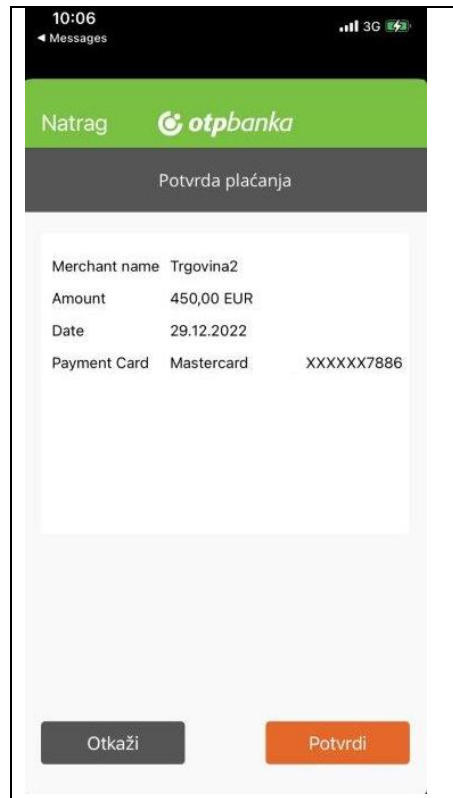 10:06
3G
◄ Messages
Natrag
otpbanka
Potvrda plaćanja
Merchant name Trgovina2
Amount 450,00 EUR
Date 29.12.2022
Payment Card Mastercard XXXXXX7886
Otkaži
Potvrdi